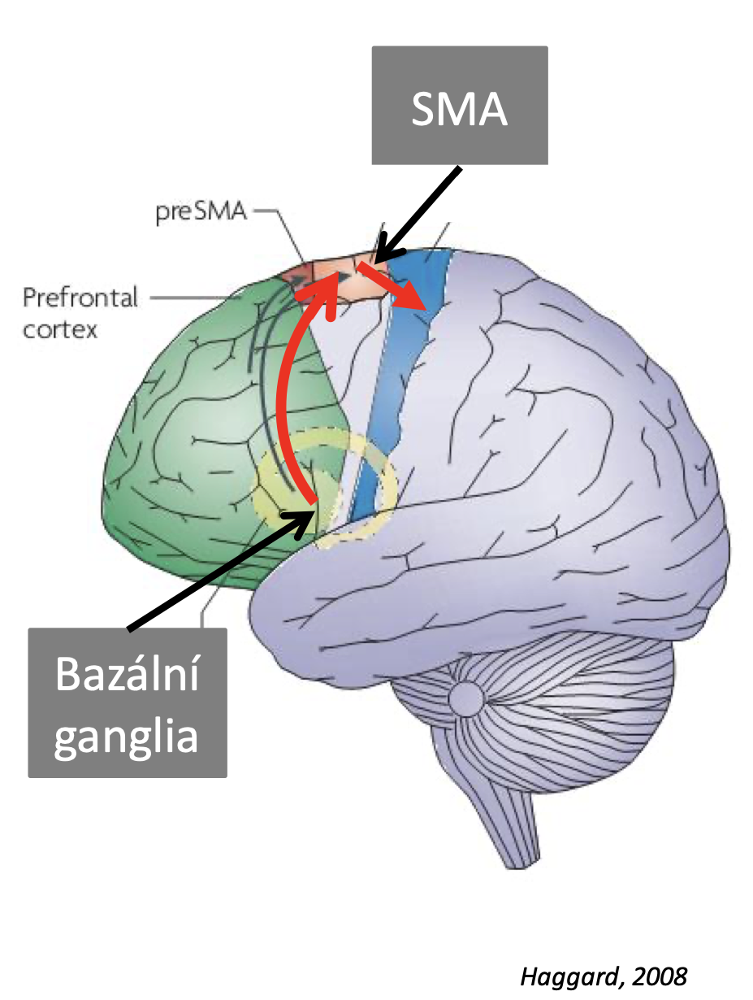 SMA
preSMA
Prefrontal
cortex
Bazální
ganglia
Haggard, 2008